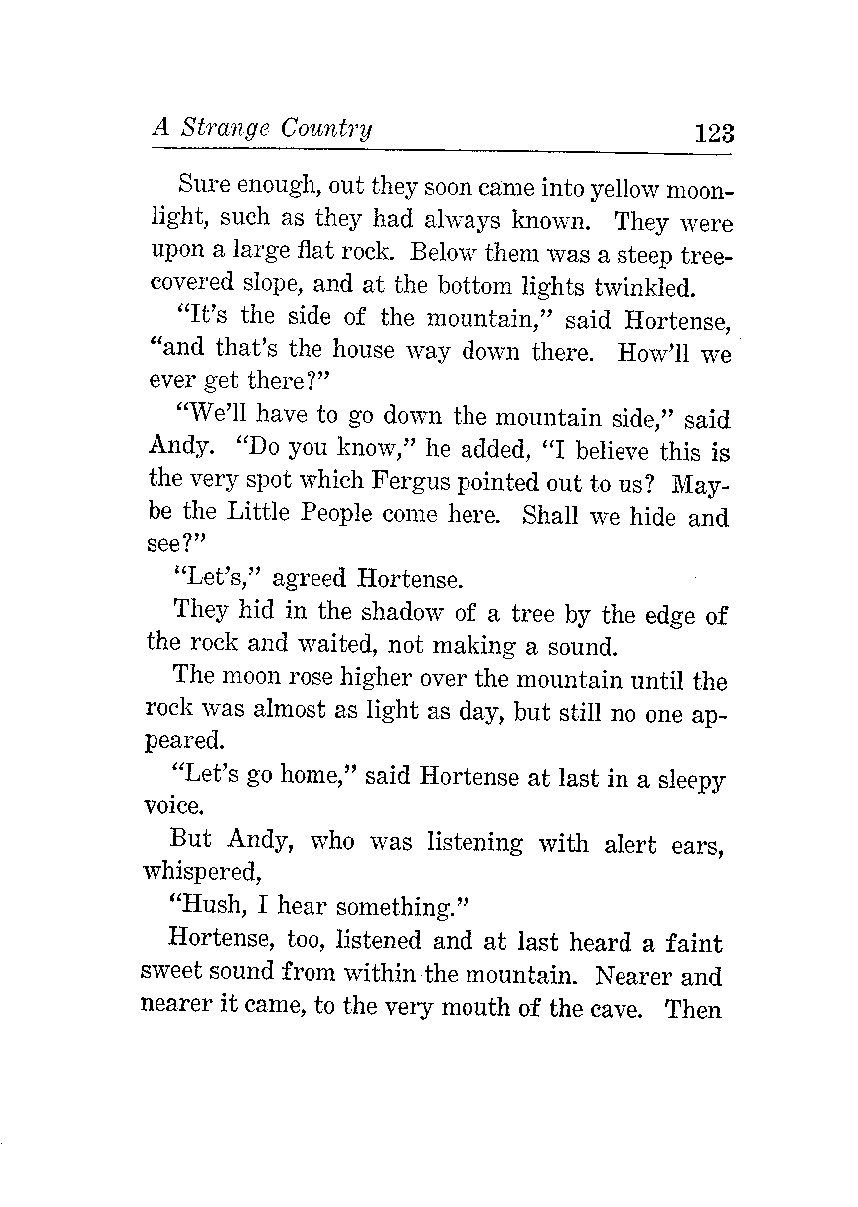 A Strange Country 123
Sure enough, out they soon came into yellow moon-
light, such as they had always known. They were
upon a large flat rock. Below them was a steep tree-
covered slope, and at the bottom lights twinkled.
“It’s the side of the mountain,” said Hortense,
“and that’s the house way down there. How’ll we
ever get there?”
“We’ll have to go down the mountain side,” said
Andy. “Do you know,” he added, “I believe this is
the very spot which Fergus pointed out to us? May-
be the Little People come here. Shall we hide and
see?”
“Let’s,” agreed Hortense.
They hid in the shadow of a tree by the edge of
the rock and waited, not making a sound.
The moon rose higher over the mountain until the
rock was almost as light as day, but still no one ap-
peared.
“Let’s go home,” said Hortense at last in a sleepy
voice.
But Andy, who was listening with alert ears,
whispered,
“Hush, I hear something.”
Hortense, too, listened and at last heard a faint
sweet sound from within the mountain. Nearer and
nearer it came, to the very mouth of the cave. Then